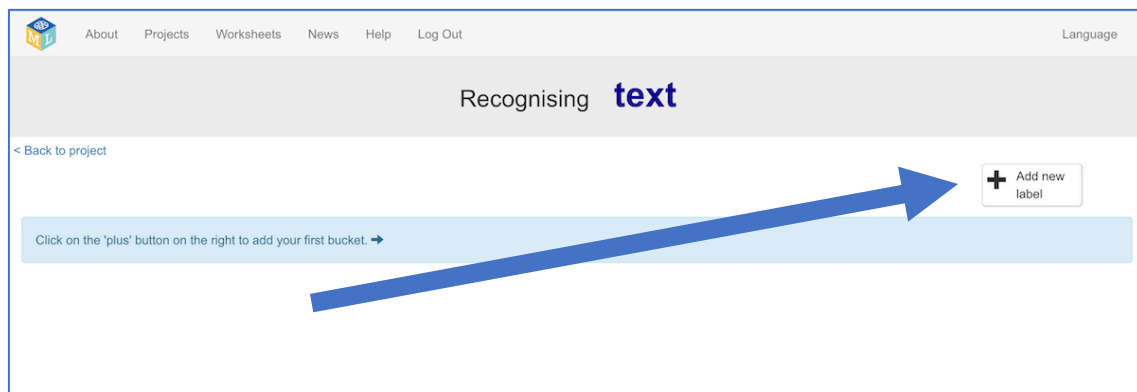 ML
About Projects Worksheets News Help Log Out Language
Recognising text
< Back to project
Add new
label
Click on the 'plus' button on the right to add your first bucket.